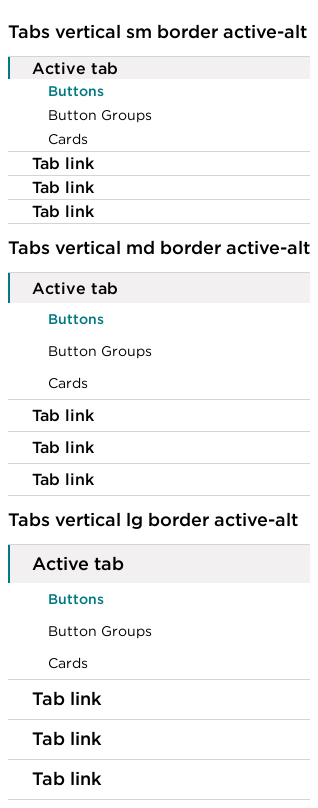 Tabs vertical sm border active-alt
Active tab
Buttons
Button Groups
Cards
Tab link
Tab link
Tab link
Tabs vertical md border active-alt
Active tab
Buttons
Button Groups
Cards
Tab link
Tab link
Tab link
Tabs vertical lg border active-alt
Active tab
Buttons
Button Groups
Cards
Tab link
Tab link
Tab link